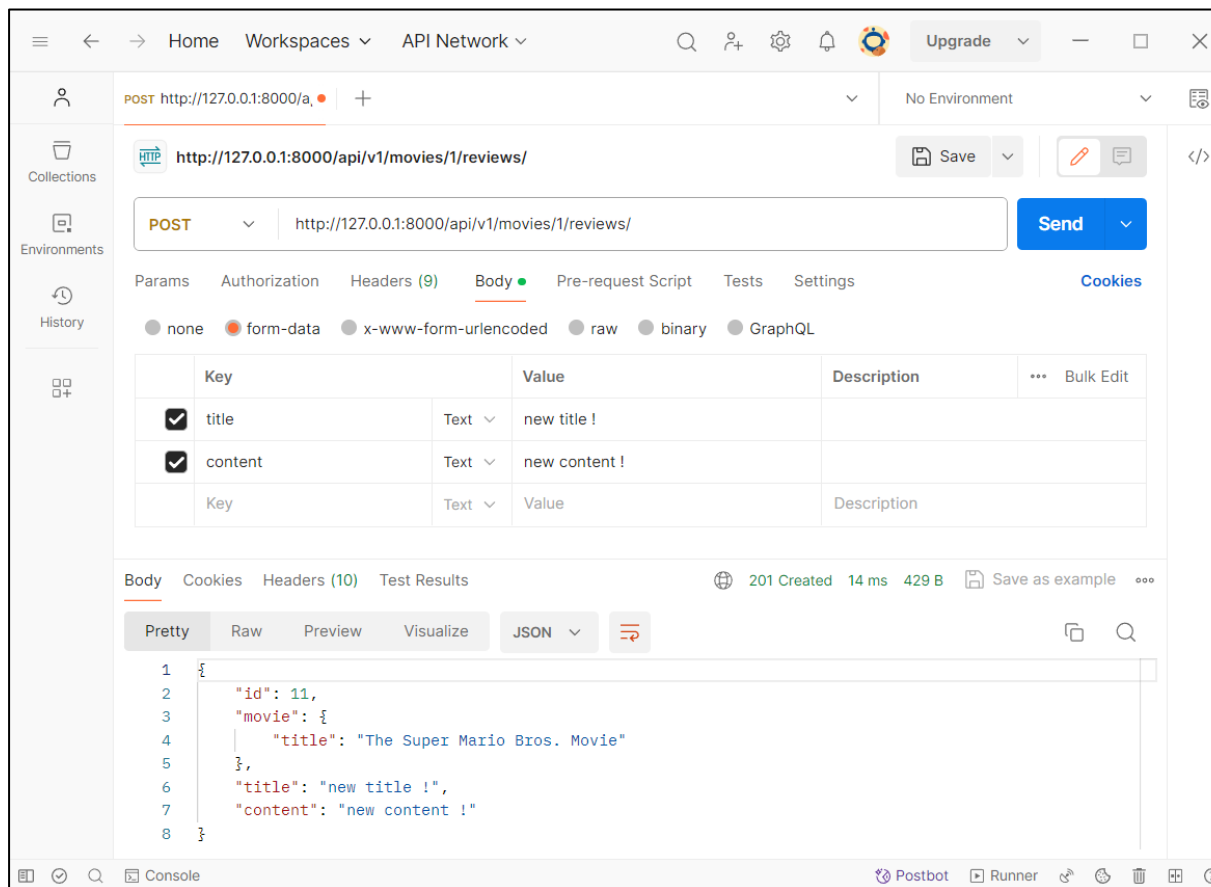 Home Workspaces API Network Upgrade
POST http://127.0.0.1:8000/a No Environment
HTTP http://127.0.0.1:8000/api/v1/movies/1/reviews/ Save </>
Collections
POST http://127.0.0.1:8000/api/v1/movies/1/reviews/ Send
Environments
Params Authorization Headers (9) Body Pre-request Script Tests Settings Cookies
History
none form-data x-www-form-urlencoded raw binary GraphQL
Key Value Description Bulk Edit
title Text new title !
content Text new content !
Key Text Value Description
Body Cookies Headers (10) Test Results 201 Created 14 ms 429 B Save as example
Pretty Raw Preview Visualize JSON
1 {
2 "id": 11,
3 "movie": {
4 "title": "The Super Mario Bros. Movie"
5 },
6 "title": "new title !",
7 "content": "new content !"
8 }
Console Postbot Runner